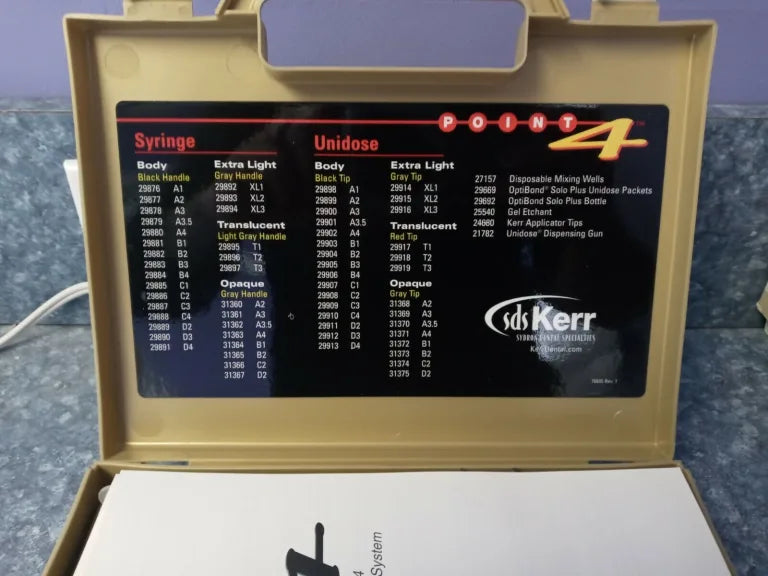 POINT 4™
Syringe
Body
Black Handle
29876 A1
29877 A2
29878 A3
29879 A3.5
29880 A4
29881 B1
29882 B2
29883 B3
29884 B4
29885 C1
29886 C2
29887 C3
29888 C4
29889 D2
29890 D3
29891 D4
Extra Light
Gray Handle
29892 XL1
29893 XL2
29894 XL3
Translucent
Light Gray Handle
29895 T1
29896 T2
29897 T3
Opaque
Gray Handle
31360 A2
31361 A3
31362 A3.5
31363 A4
31364 B1
31365 B2
31366 C2
31367 D2
Unidose
Body
Black Tip
29898 A1
29899 A2
29900 A3
29901 A3.5
29902 A4
29903 B1
29904 B2
29905 B3
29906 B4
29907 C1
29908 C2
29909 C3
29910 C4
29911 D2
29912 D3
29913 D4
Extra Light
Gray Tip
29914 XL1
29915 XL2
29916 XL3
Translucent
Red Tip
29917 T1
29918 T2
29919 T3
Opaque
Gray Tip
31368 A2
31369 A3
31370 A3.5
31371 A4
31372 B1
31373 B2
31374 C2
31375 D2
27157 Disposable Mixing Wells
29669 OptiBond® Solo Plus Unidose Packets
29692 OptiBond Solo Plus Bottle
25540 Gel Etchant
24680 Kerr Applicator Tips
21782 Unidose® Dispensing Gun
sds Kerr
SYBRON DENTAL SPECIALTIES
KerrDental.com
4
System